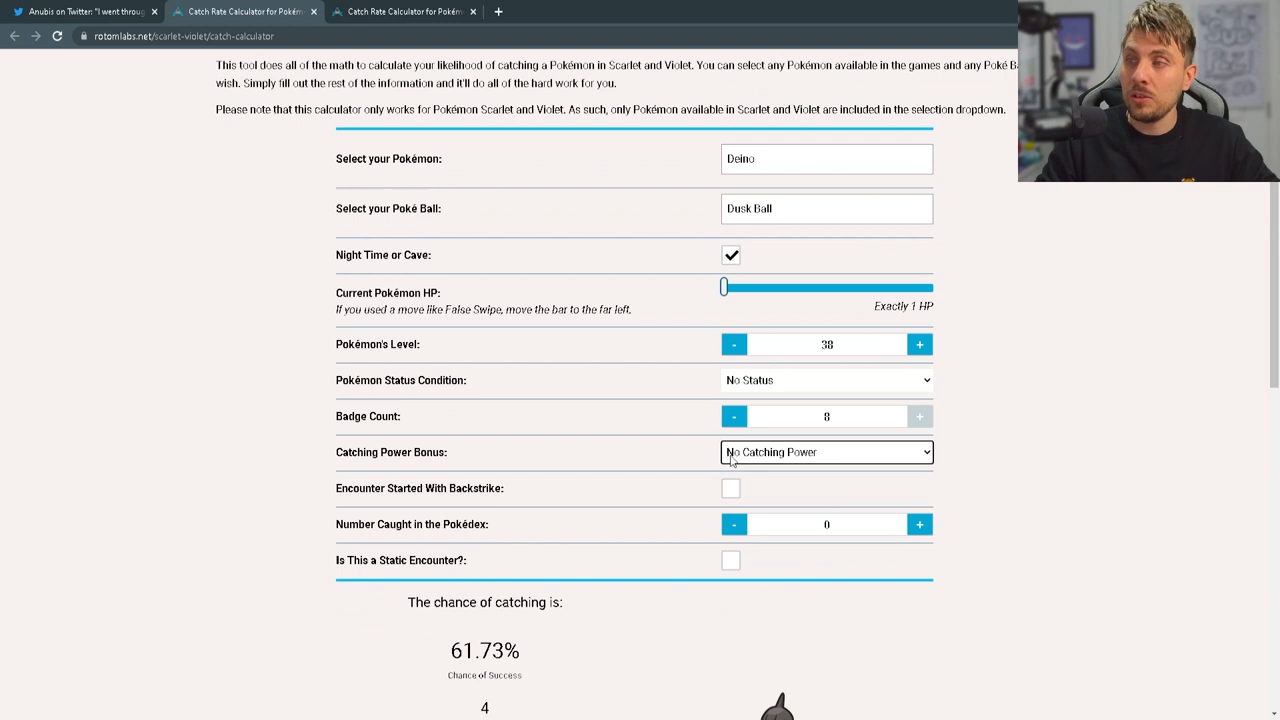 Anubis on Twitter: "I went throug
Catch Rate Calculator for Pokém
Catch Rate Calculator for Pokém
rotomlabs.net/scarlet-violet/catch-calculator
This tool does all of the math to calculate your likelihood of catching a Pokémon in Scarlet and Violet. You can select any Pokémon available in the games and any Poké Ba
wish. Simply fill out the rest of the information and it'll do all of the hard work for you.
Please note that this calculator only works for Pokémon Scarlet and Violet. As such, only Pokémon available in Scarlet and Violet are included in the selection dropdown.
Select your Pokémon:
Deino
Select your Poké Ball:
Dusk Ball
Night Time or Cave:
Current Pokémon HP:
If you used a move like False Swipe, move the bar to the far left.
Exactly 1 HP
Pokémon's Level:
- 38 +
Pokémon Status Condition:
No Status
Badge Count:
- 8 +
Catching Power Bonus:
No Catching Power
Encounter Started With Backstrike:
Number Caught in the Pokédex:
- 0 +
Is This a Static Encounter?:
The chance of catching is:
61.73%
Chance of Success
4